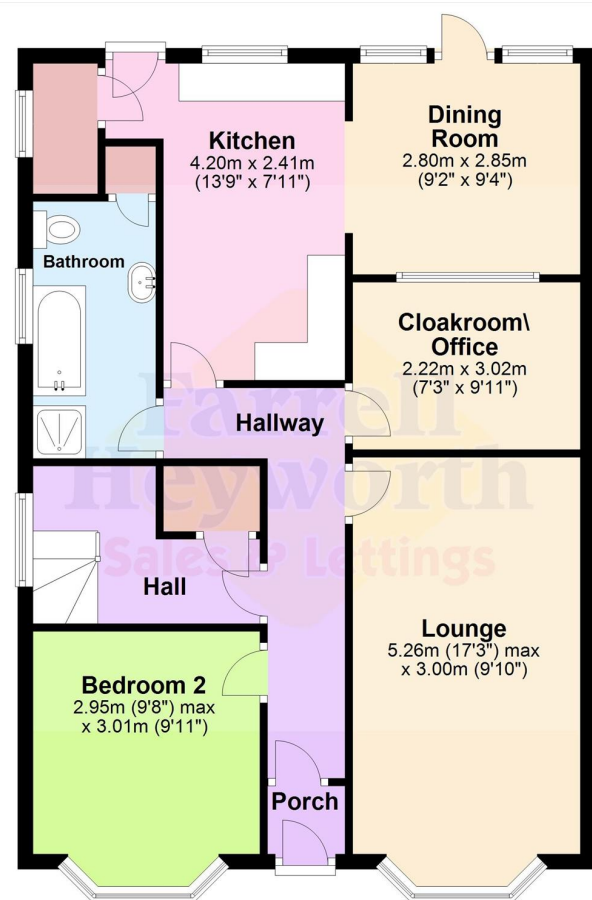 Kitchen
4.20m x 2.41m
(13'9" x 7'11")
Dining
Room
2.80m x 2.85m
(9'2" x 9'4")
Bathroom
Cloakroom\
Office
2.22m x 3.02m
(7'3" x 9'11")
Hallway
Farrell
Heyworth
Sales & Lettings
Hall
Lounge
5.26m (17'3") max
x 3.00m (9'10")
Bedroom 2
2.95m (9'8") max
x 3.01m (9'11")
Porch